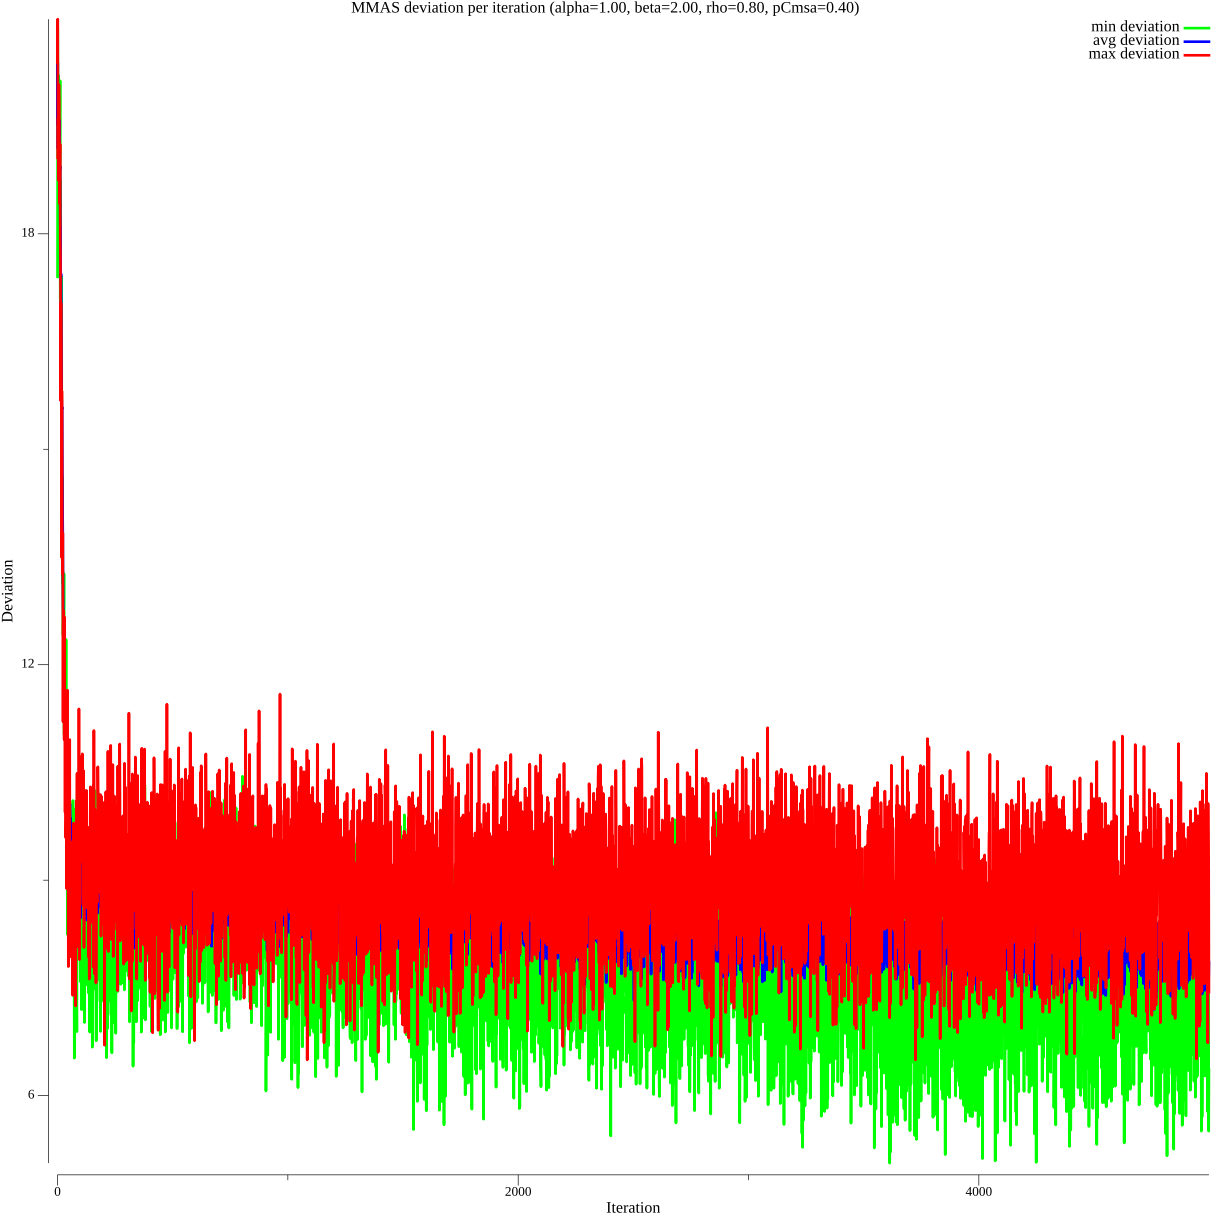 MMAS deviation per iteration (alpha=1.00, beta=2.00, rho=0.80, pCmsa=0.40)
min deviation
avg deviation
max deviation
18
12
6
Deviation
0
2000
4000
Iteration